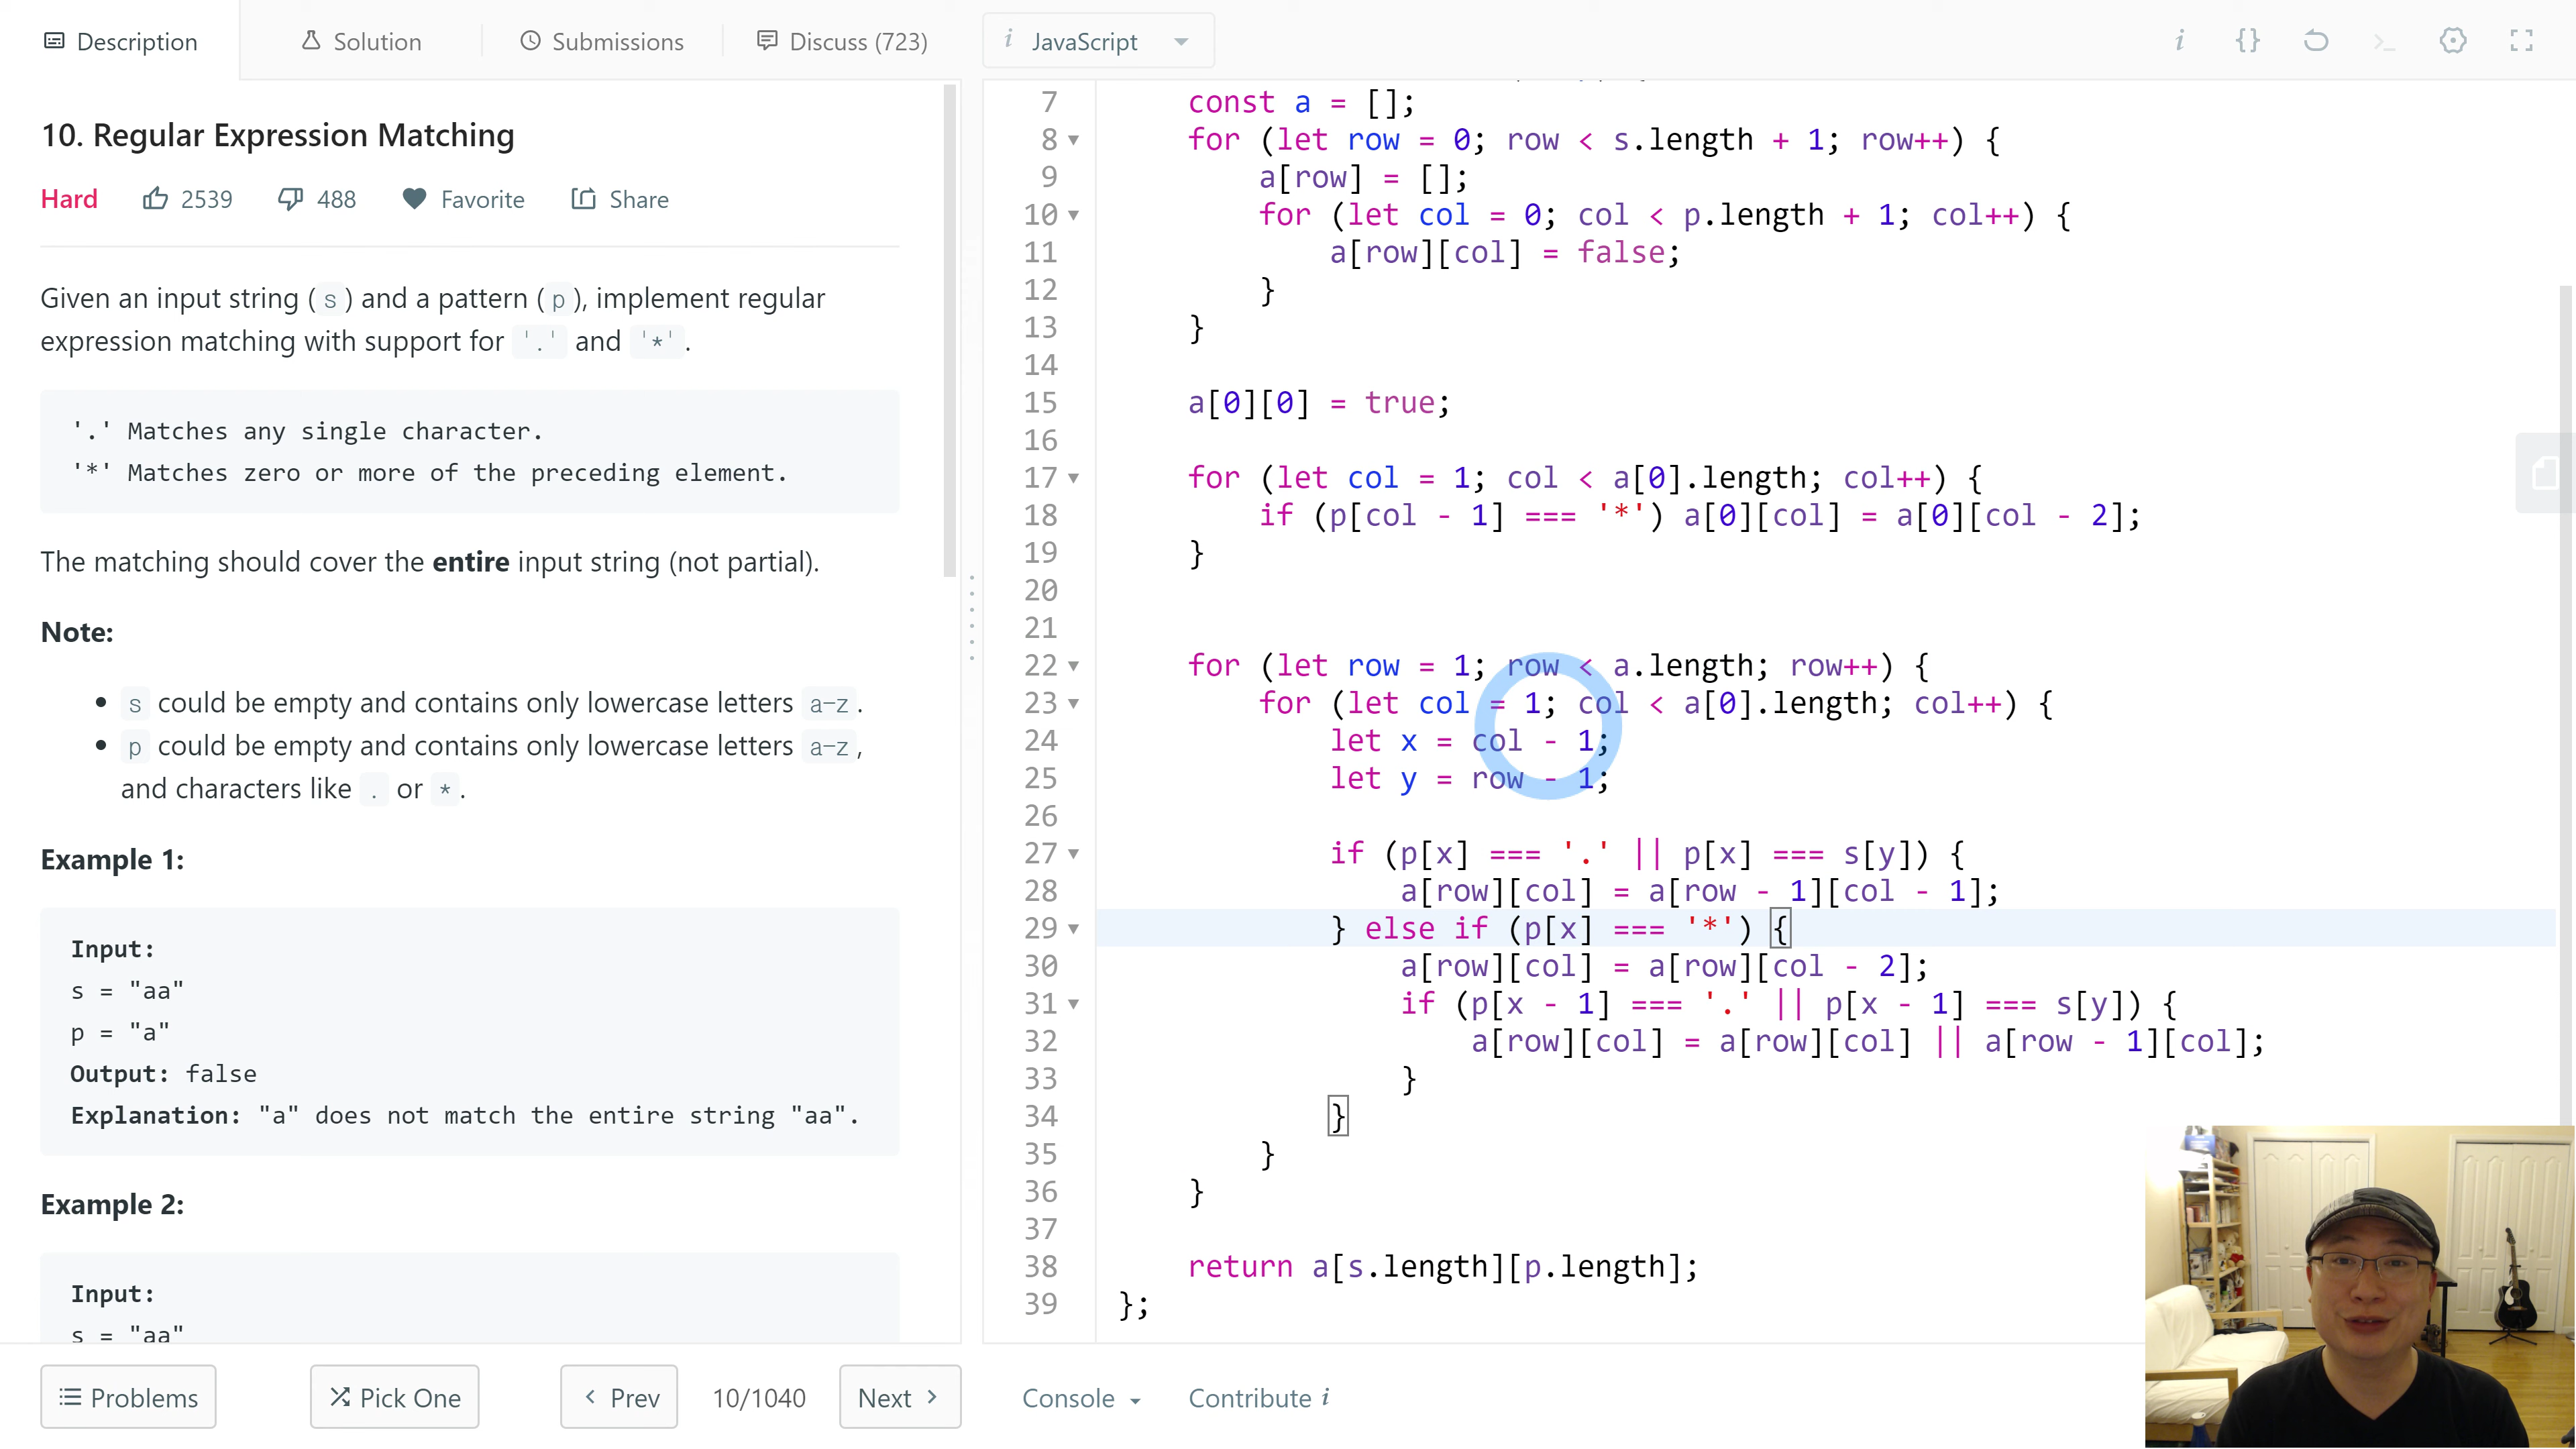 Description
Solution
Submissions
Discuss (723)
i JavaScript
10. Regular Expression Matching
Hard 2539 488 Favorite Share
Given an input string ( s ) and a pattern ( p ), implement regular
expression matching with support for '.' and '*'.
'.' Matches any single character.
'*' Matches zero or more of the preceding element.
The matching should cover the entire input string (not partial).
Note:
• s could be empty and contains only lowercase letters a-z.
• p could be empty and contains only lowercase letters a-z,
and characters like . or *.
Example 1:
Input:
s = "aa"
p = "a"
Output: false
Explanation: "a" does not match the entire string "aa".
Example 2:
Input:
s = "aa"
Problems
Pick One
Prev
10/1040
Next
i {} >_
7 const a = [];
8 for (let row = 0; row < s.length + 1; row++) {
9 a[row] = [];
10 for (let col = 0; col < p.length + 1; col++) {
11 a[row][col] = false;
12 }
13 }
14
15 a[0][0] = true;
16
17 for (let col = 1; col < a[0].length; col++) {
18 if (p[col - 1] === '*') a[0][col] = a[0][col - 2];
19 }
20
21
22 for (let row = 1; row < a.length; row++) {
23 for (let col = 1; col < a[0].length; col++) {
24 let x = col - 1;
25 let y = row - 1;
26
27 if (p[x] === '.' || p[x] === s[y]) {
28 a[row][col] = a[row - 1][col - 1];
29 } else if (p[x] === '*') {
30 a[row][col] = a[row][col - 2];
31 if (p[x - 1] === '.' || p[x - 1] === s[y]) {
32 a[row][col] = a[row][col] || a[row - 1][col];
33 }
34 }
35 }
36 }
37
38 return a[s.length][p.length];
39 };
Console
Contribute i